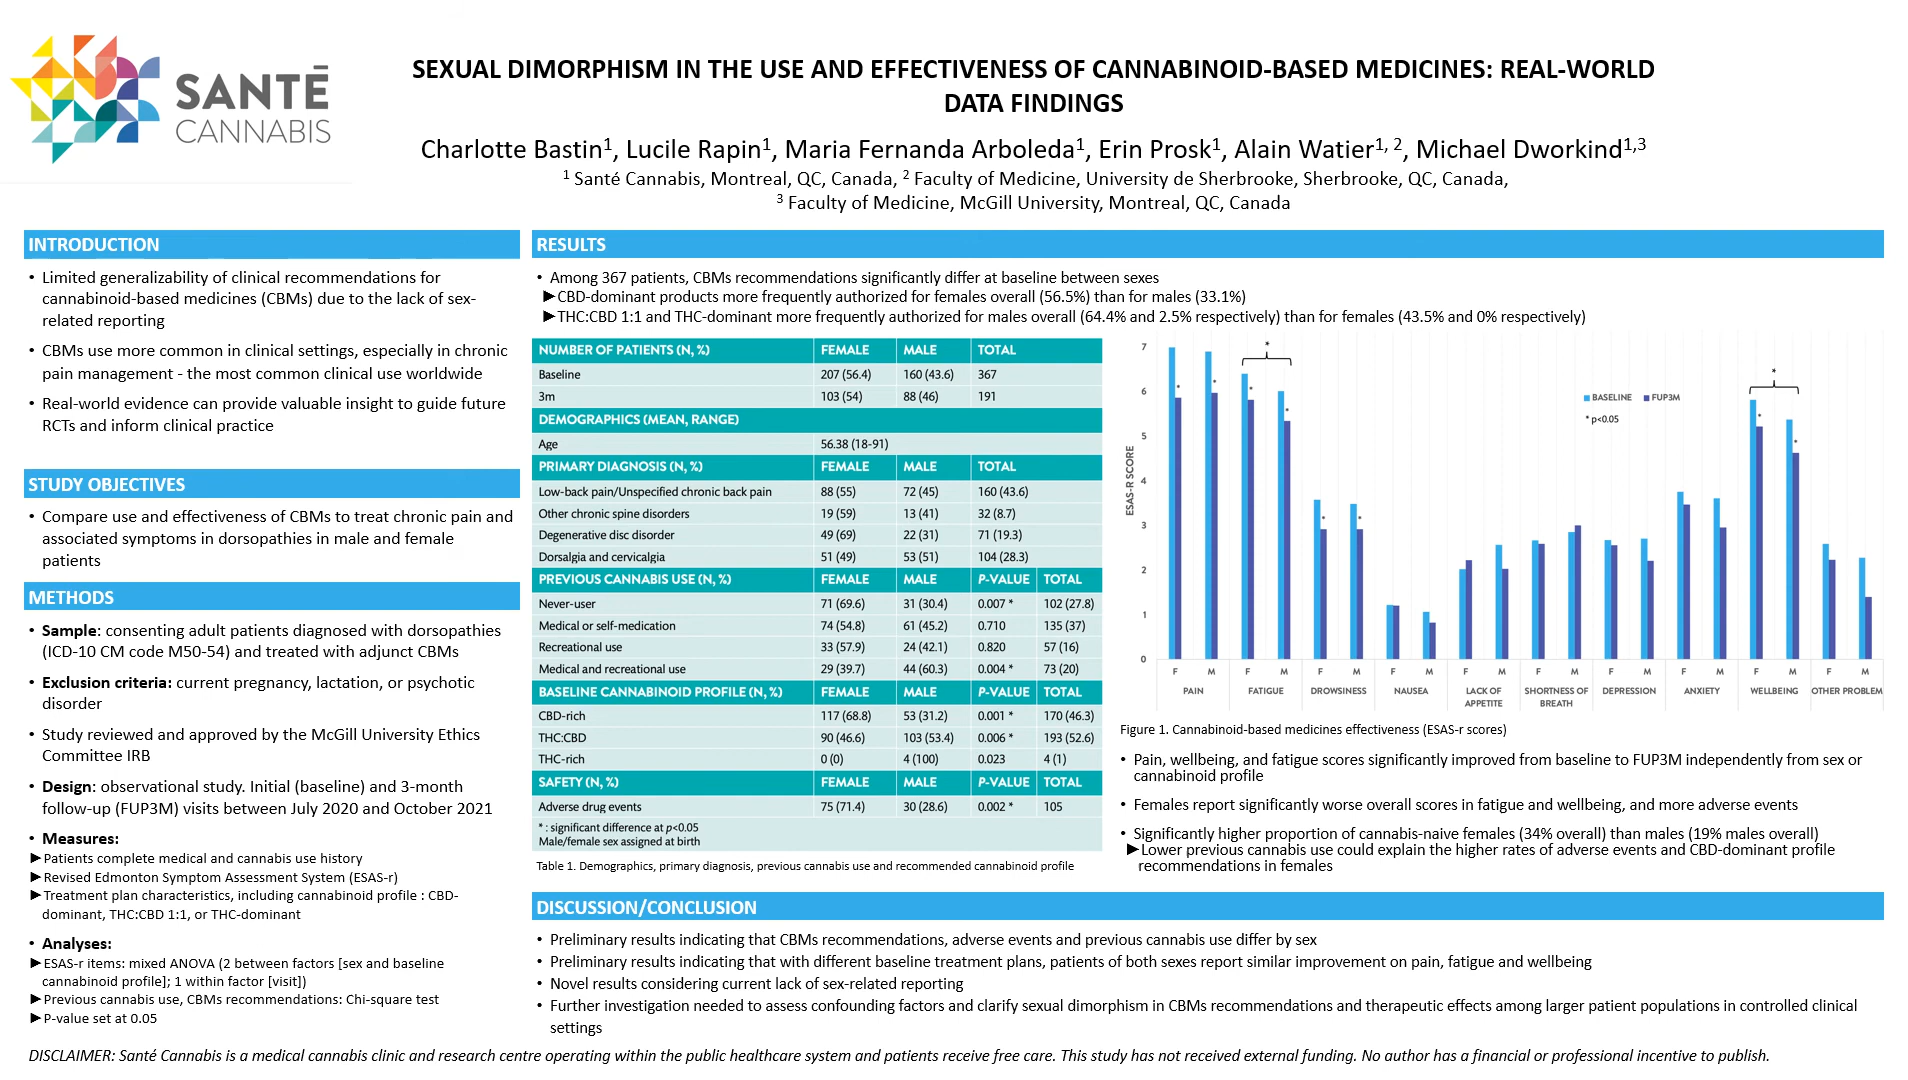 SANTÉ
CANNABIS
SEXUAL DIMORPHISM IN THE USE AND EFFECTIVENESS OF CANNABINOID-BASED MEDICINES: REAL-WORLD
DATA FINDINGS
Charlotte Bastin1, Lucile Rapin1, Maria Fernanda Arboleda1, Erin Prosk1, Alain Watier1, 2, Michael Dworkind1,3
1 Santé Cannabis, Montreal, QC, Canada, 2 Faculty of Medicine, University de Sherbrooke, Sherbrooke, QC, Canada,
3 Faculty of Medicine, McGill University, Montreal, QC, Canada
INTRODUCTION
• Limited generalizability of clinical recommendations for
cannabinoid-based medicines (CBMs) due to the lack of sex-
related reporting
• CBMs use more common in clinical settings, especially in chronic
pain management - the most common clinical use worldwide
• Real-world evidence can provide valuable insight to guide future
RCTs and inform clinical practice
STUDY OBJECTIVES
• Compare use and effectiveness of CBMs to treat chronic pain and
associated symptoms in dorsopathies in male and female
patients
METHODS
• Sample: consenting adult patients diagnosed with dorsopathies
(ICD-10 CM code M50-54) and treated with adjunct CBMs
• Exclusion criteria: current pregnancy, lactation, or psychotic
disorder
• Study reviewed and approved by the McGill University Ethics
Committee IRB
• Design: observational study. Initial (baseline) and 3-month
follow-up (FUP3M) visits between July 2020 and October 2021
• Measures:
▶Patients complete medical and cannabis use history
▶Revised Edmonton Symptom Assessment System (ESAS-r)
▶Treatment plan characteristics, including cannabinoid profile : CBD-
dominant, THC:CBD 1:1, or THC-dominant
• Analyses:
▶ESAS-r items: mixed ANOVA (2 between factors [sex and baseline
cannabinoid profile]; 1 within factor [visit])
▶Previous cannabis use, CBMs recommendations: Chi-square test
▶P-value set at 0.05
RESULTS
• Among 367 patients, CBMs recommendations significantly differ at baseline between sexes
▶CBD-dominant products more frequently authorized for females overall (56.5%) than for males (33.1%)
▶THC:CBD 1:1 and THC-dominant more frequently authorized for males overall (64.4% and 2.5% respectively) than for females (43.5% and 0% respectively)
NUMBER OF PATIENTS (N, %) FEMALE MALE TOTAL
Baseline 207 (56.4) 160 (43.6) 367
3m 103 (54) 88 (46) 191
DEMOGRAPHICS (MEAN, RANGE)
Age 56.38 (18-91)
PRIMARY DIAGNOSIS (N, %) FEMALE MALE TOTAL
Low-back pain/Unspecified chronic back pain 88 (55) 72 (45) 160 (43.6)
Other chronic spine disorders 19 (59) 13 (41) 32 (8.7)
Degenerative disc disorder 49 (69) 22 (31) 71 (19.3)
Dorsalgia and cervicalgia 51 (49) 53 (51) 104 (28.3)
PREVIOUS CANNABIS USE (N, %) FEMALE MALE P-VALUE TOTAL
Never-user 71 (69.6) 31 (30.4) 0.007 * 102 (27.8)
Medical or self-medication 74 (54.8) 61 (45.2) 0.710 135 (37)
Recreational use 33 (57.9) 24 (42.1) 0.820 57 (16)
Medical and recreational use 29 (39.7) 44 (60.3) 0.004 * 73 (20)
BASELINE CANNABINOID PROFILE (N, %) FEMALE MALE P-VALUE TOTAL
CBD-rich 117 (68.8) 53 (31.2) 0.001 * 170 (46.3)
THC:CBD 90 (46.6) 103 (53.4) 0.006 * 193 (52.6)
THC-rich 0 (0) 4 (100) 0.023 4 (1)
SAFETY (N, %) FEMALE MALE P-VALUE TOTAL
Adverse drug events 75 (71.4) 30 (28.6) 0.002 * 105
* : significant difference at p<0.05
Male/female sex assigned at birth
Table 1. Demographics, primary diagnosis, previous cannabis use and recommended cannabinoid profile
ESAS-R SCORE
7
6
5
4
3
2
1
0
BASELINE FUP3M
* p<0.05
* * * * * * * * * * *
*
F M F M F M F M F M F M F M F M F M F M
PAIN FATIGUE DROWSINESS NAUSEA LACK OF APPETITE SHORTNESS OF BREATH DEPRESSION ANXIETY WELLBEING OTHER PROBLEM
Figure 1. Cannabinoid-based medicines effectiveness (ESAS-r scores)
• Pain, wellbeing, and fatigue scores significantly improved from baseline to FUP3M independently from sex or
cannabinoid profile
• Females report significantly worse overall scores in fatigue and wellbeing, and more adverse events
• Significantly higher proportion of cannabis-naive females (34% overall) than males (19% males overall)
▶Lower previous cannabis use could explain the higher rates of adverse events and CBD-dominant profile
recommendations in females
DISCUSSION/CONCLUSION
• Preliminary results indicating that CBMs recommendations, adverse events and previous cannabis use differ by sex
• Preliminary results indicating that with different baseline treatment plans, patients of both sexes report similar improvement on pain, fatigue and wellbeing
• Novel results considering current lack of sex-related reporting
• Further investigation needed to assess confounding factors and clarify sexual dimorphism in CBMs recommendations and therapeutic effects among larger patient populations in controlled clinical
settings
DISCLAIMER: Santé Cannabis is a medical cannabis clinic and research centre operating within the public healthcare system and patients receive free care. This study has not received external funding. No author has a financial or professional incentive to publish.